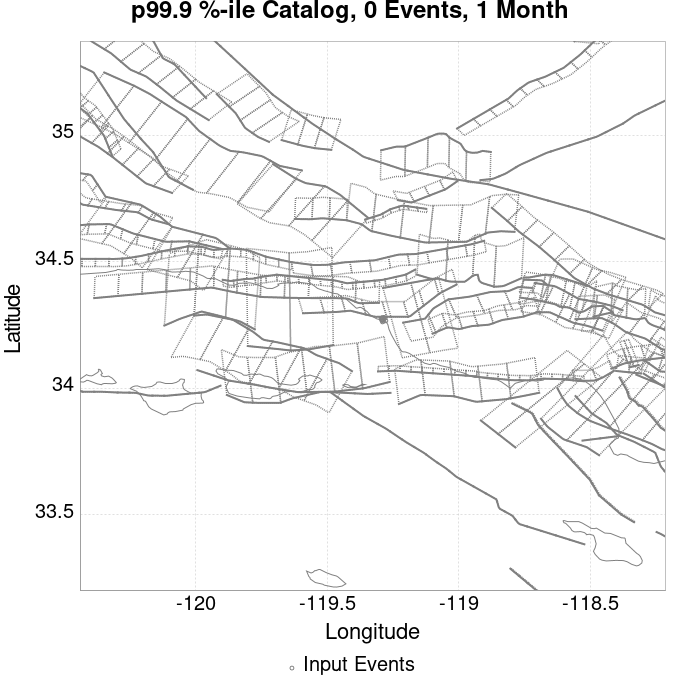 p99.9 %-ile Catalog, 0 Events, 1 Month
35
34.5
34
33.5
Latitude
-120
-119.5
-119
-118.5
Longitude
Input Events